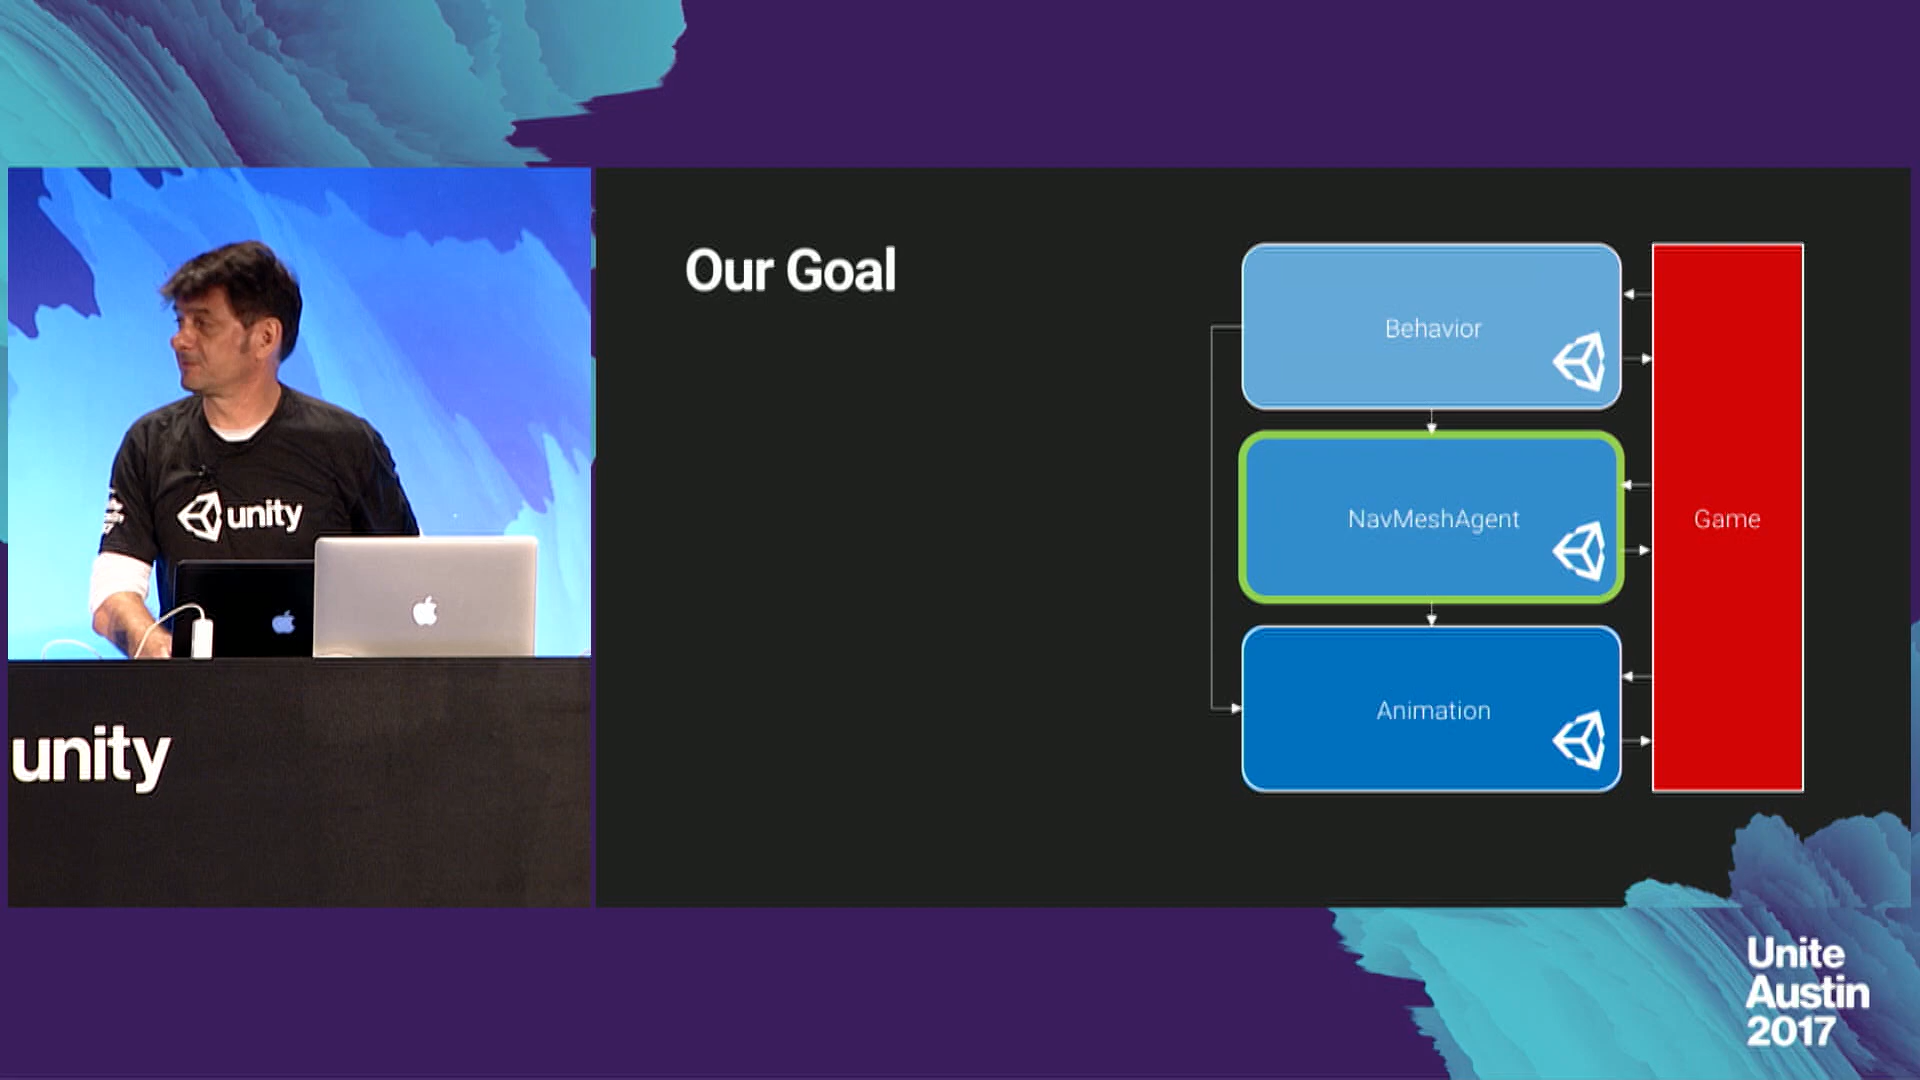 Our Goal
Behavior
NavMeshAgent
Game
Animation
unity
unity
Unite
Austin
2017